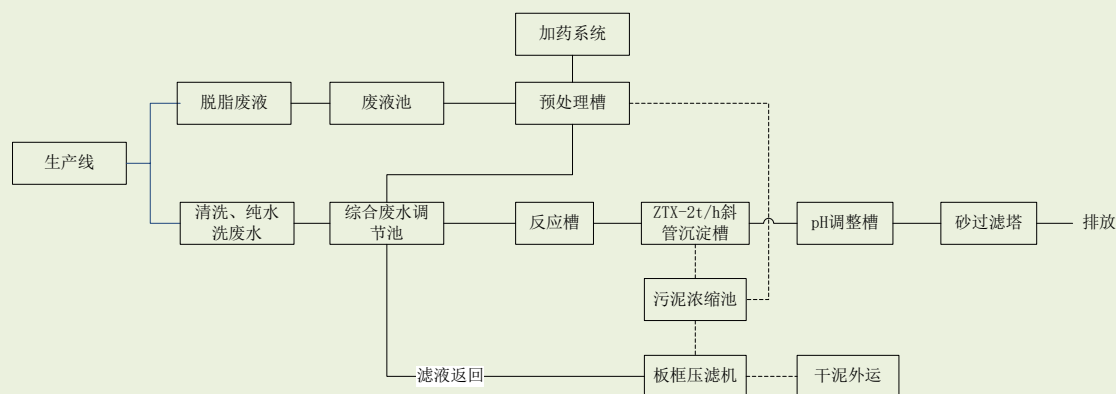 加药系统
脱脂废液
废液池
预处理槽
生产线
清洗、纯水
洗废水
综合废水调
节池
反应槽
ZTX-2t/h斜
管沉淀槽
pH调整槽
砂过滤塔
排放
污泥浓缩池
滤液返回
板框压滤机
干泥外运